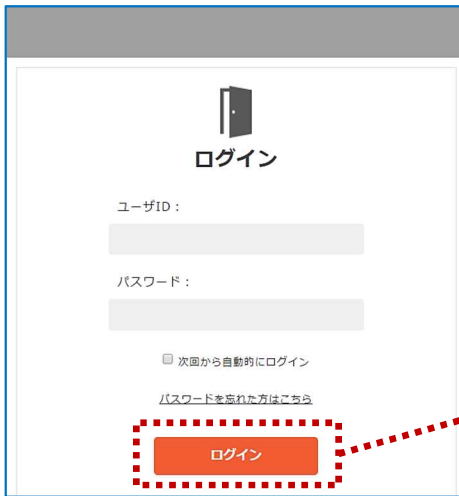 ログイン
ユーザID：
パスワード：
次回から自動的にログイン
パスワードを忘れた方はこちら
ログイン